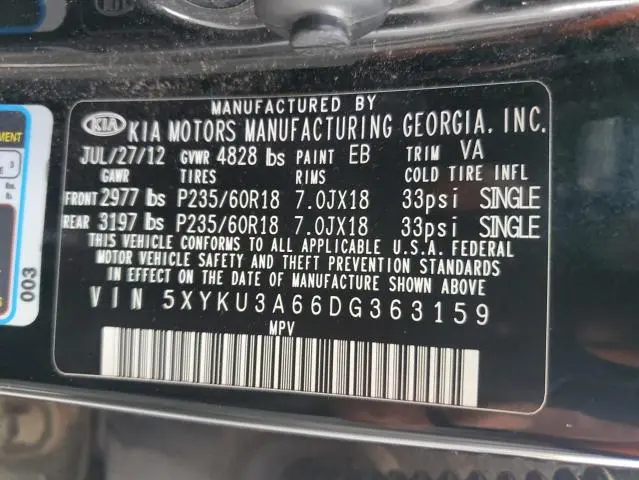 MANUFACTURED BY
KIA KIA MOTORS MANUFACTURING GEORGIA, INC.
JUL/27/12 GVWR 4828 lbs PAINT EB TRIM VA
GAWR TIRES RIMS COLD TIRE INFL
FRONT 2977 lbs P235/60R18 7.0JX18 33psi SINGLE
REAR 3197 lbs P235/60R18 7.0JX18 33psi SINGLE
THIS VEHICLE CONFORMS TO ALL APPLICABLE U.S.A. FEDERAL
MOTOR VEHICLE SAFETY AND THEFT PREVENTION STANDARDS
IN EFFECT ON THE DATE OF MANUFACTURE SHOWN ABOVE
VIN 5XYKU3A66DG363159
MPV
003